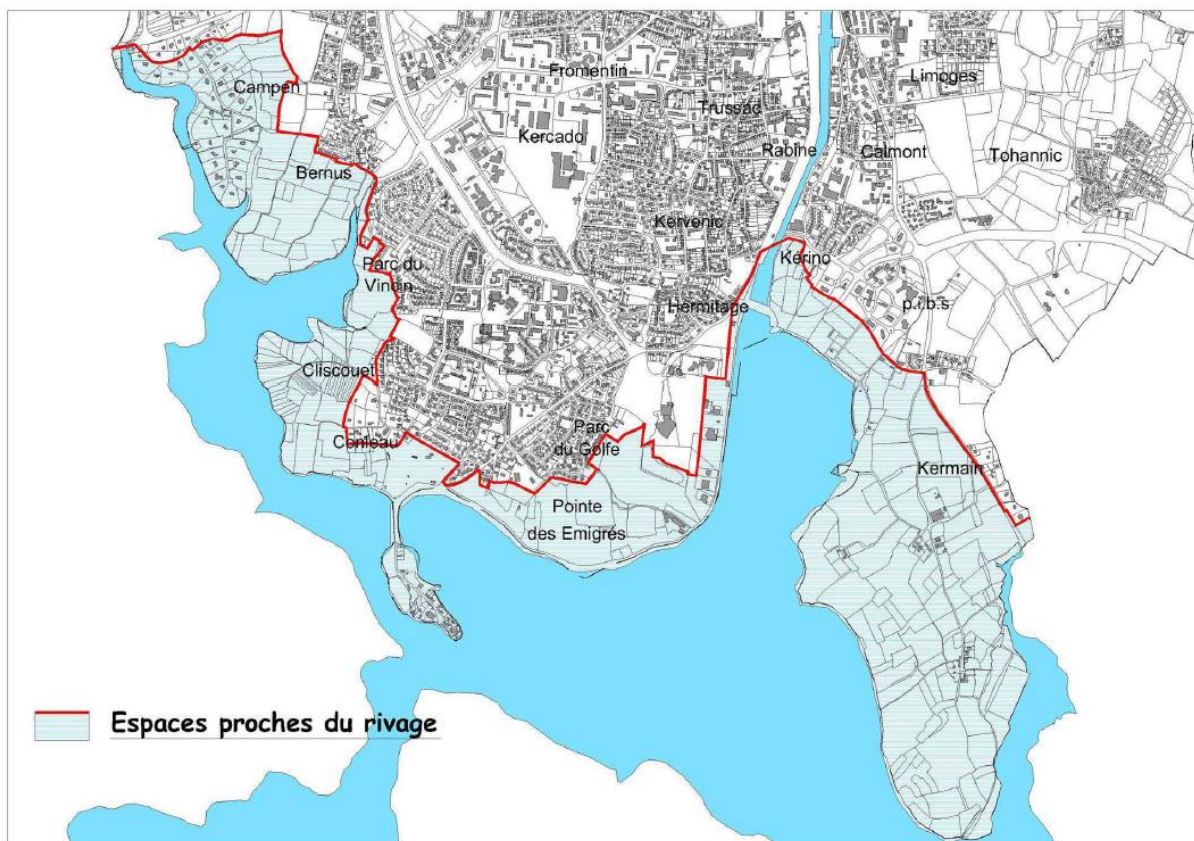 Fromentin
Limoges
Campen
Trussac
Kercado
Rabine
Calmont
Tohannic
Bernus
Kervenic
Kérino
Parc du
Vincin
Hermitage
p.i.b.s
Cliscouet
Parc
du Golfe
Conleau
Kermain
Pointe
des Emigrés
Espaces proches du rivage